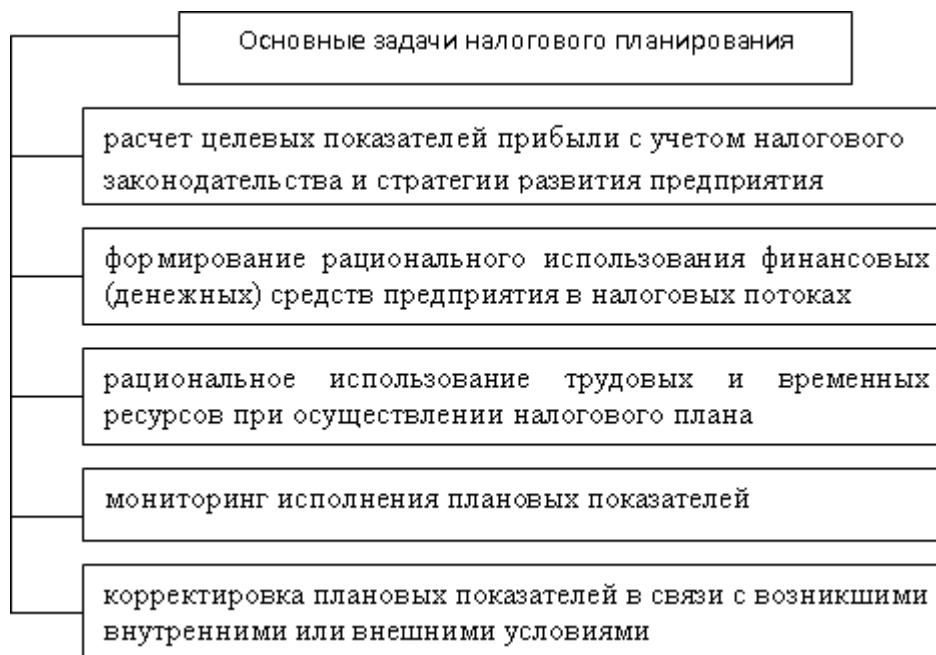 Основные задачи налогового планирования
расчет целевых показателей прибыли с учетом налогового
законодательства и стратегии развития предприятия
формирование рационального использования финансовых
(денежных) средств предприятия в налоговых потоках
рациональное использование трудовых и временных
ресурсов при осуществлении налогового плана
мониторинг исполнения плановых показателей
корректировка плановых показателей в связи с возникшими
внутренними или внешними условиями